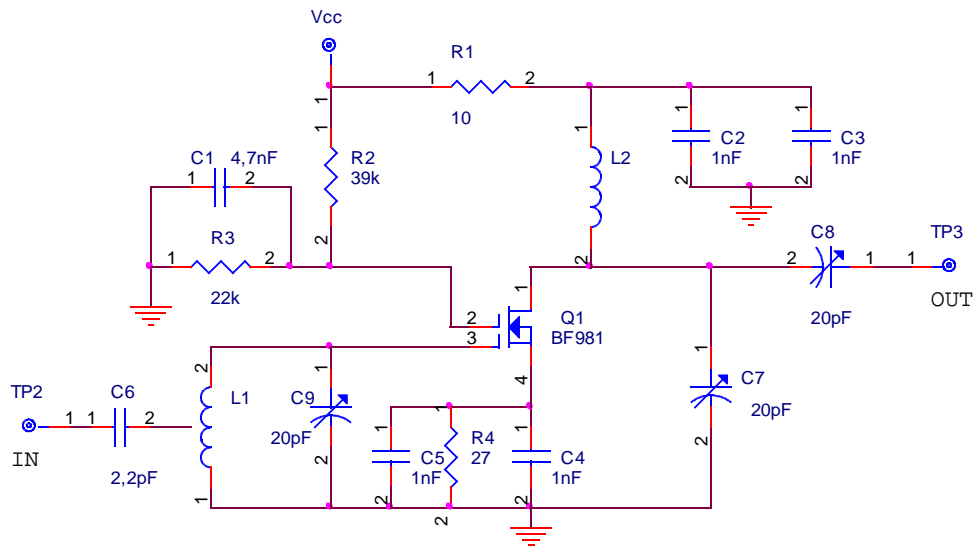 Vcc
R1
1 2
10
1
1
R2
39k
2
C1 4,7nF
1 2
R3
1 2
22k
1
L2
2
1
C2
1nF
2
1
C3
1nF
2
C8
2 1 1
20pF
TP3
OUT
1
2
3
4
Q1
BF981
1
C7
20pF
2
TP2
IN
1 1 2
C6
2,2pF
2
L1
1
1
C9
20pF
2
1
C5
1nF
2
1
R4
27
2
1
C4
1nF
2